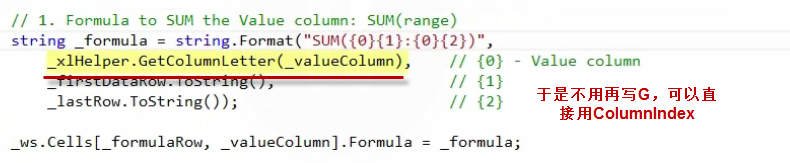 // 1. Formula to SUM the Value column: SUM(range)
string _formula = string.Format("SUM({0}{1}:{0}{2})",
_xlHelper.GetColumnLetter(_valueColumn), // {0} - Value column
_firstDataRow.ToString(), // {1}
_lastRow.ToString()); // {2}
于是不用再写G，可以直
接用ColumnIndex
_ws.Cells[_formulaRow, _valueColumn].Formula = _formula;